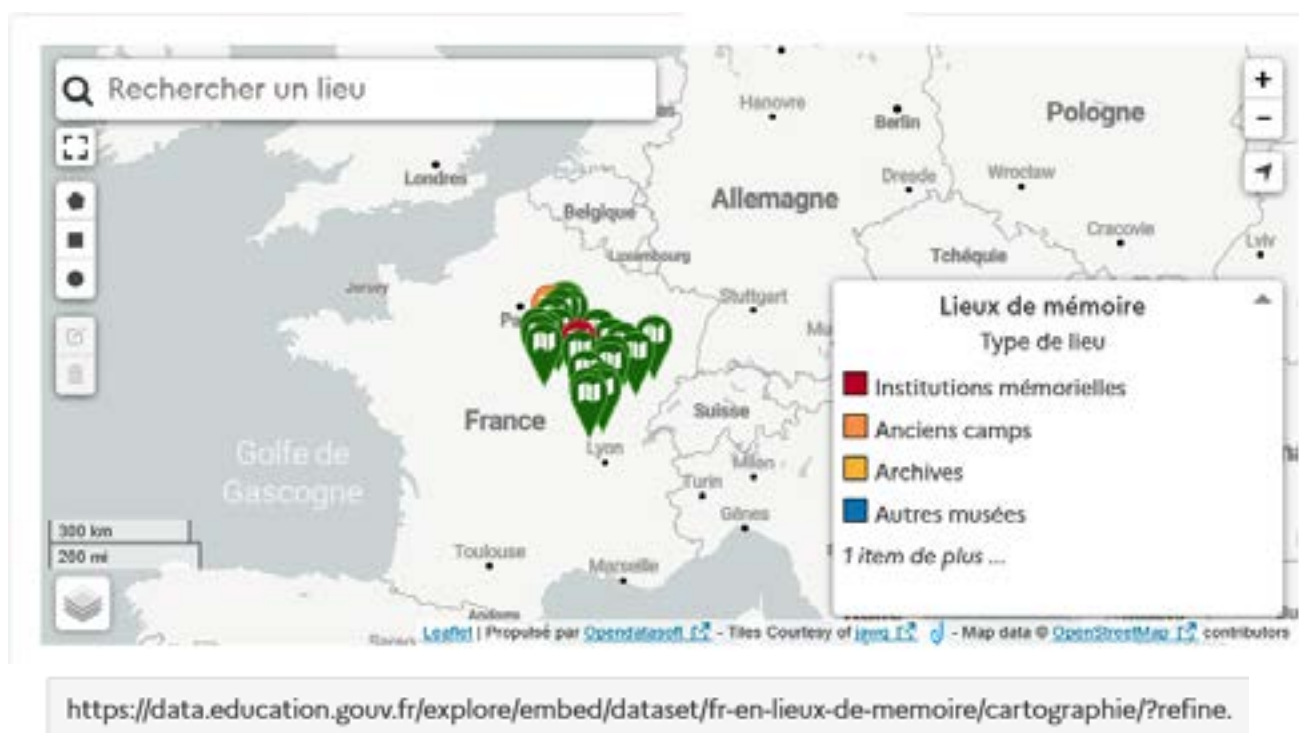 Rechercher un lieu
Hanovre
Berlin
Pologne
Londres
Dresde
Wrocław
Allemagne
Belgique
Cracovie
Lviv
Luxembourg
Tchéquie
Jersey
Stuttgart
Lieux de mémoire
Type de lieu
Institutions mémorielles
Suisse
France
Anciens camps
Lyon
Golfe de
Gascogne
Milan
Archives
Turin
Gênes
Autres musées
300 km
200 mi
Toulouse
Marseille
1 item de plus ...
Andorre
Leaflet | Propulsé par Opendatasoft - Tiles Courtesy of jawg - Map data © OpenStreetMap contributors
https://data.education.gouv.fr/explore/embed/dataset/fr-en-lieux-de-memoire/cartographie/?refine.